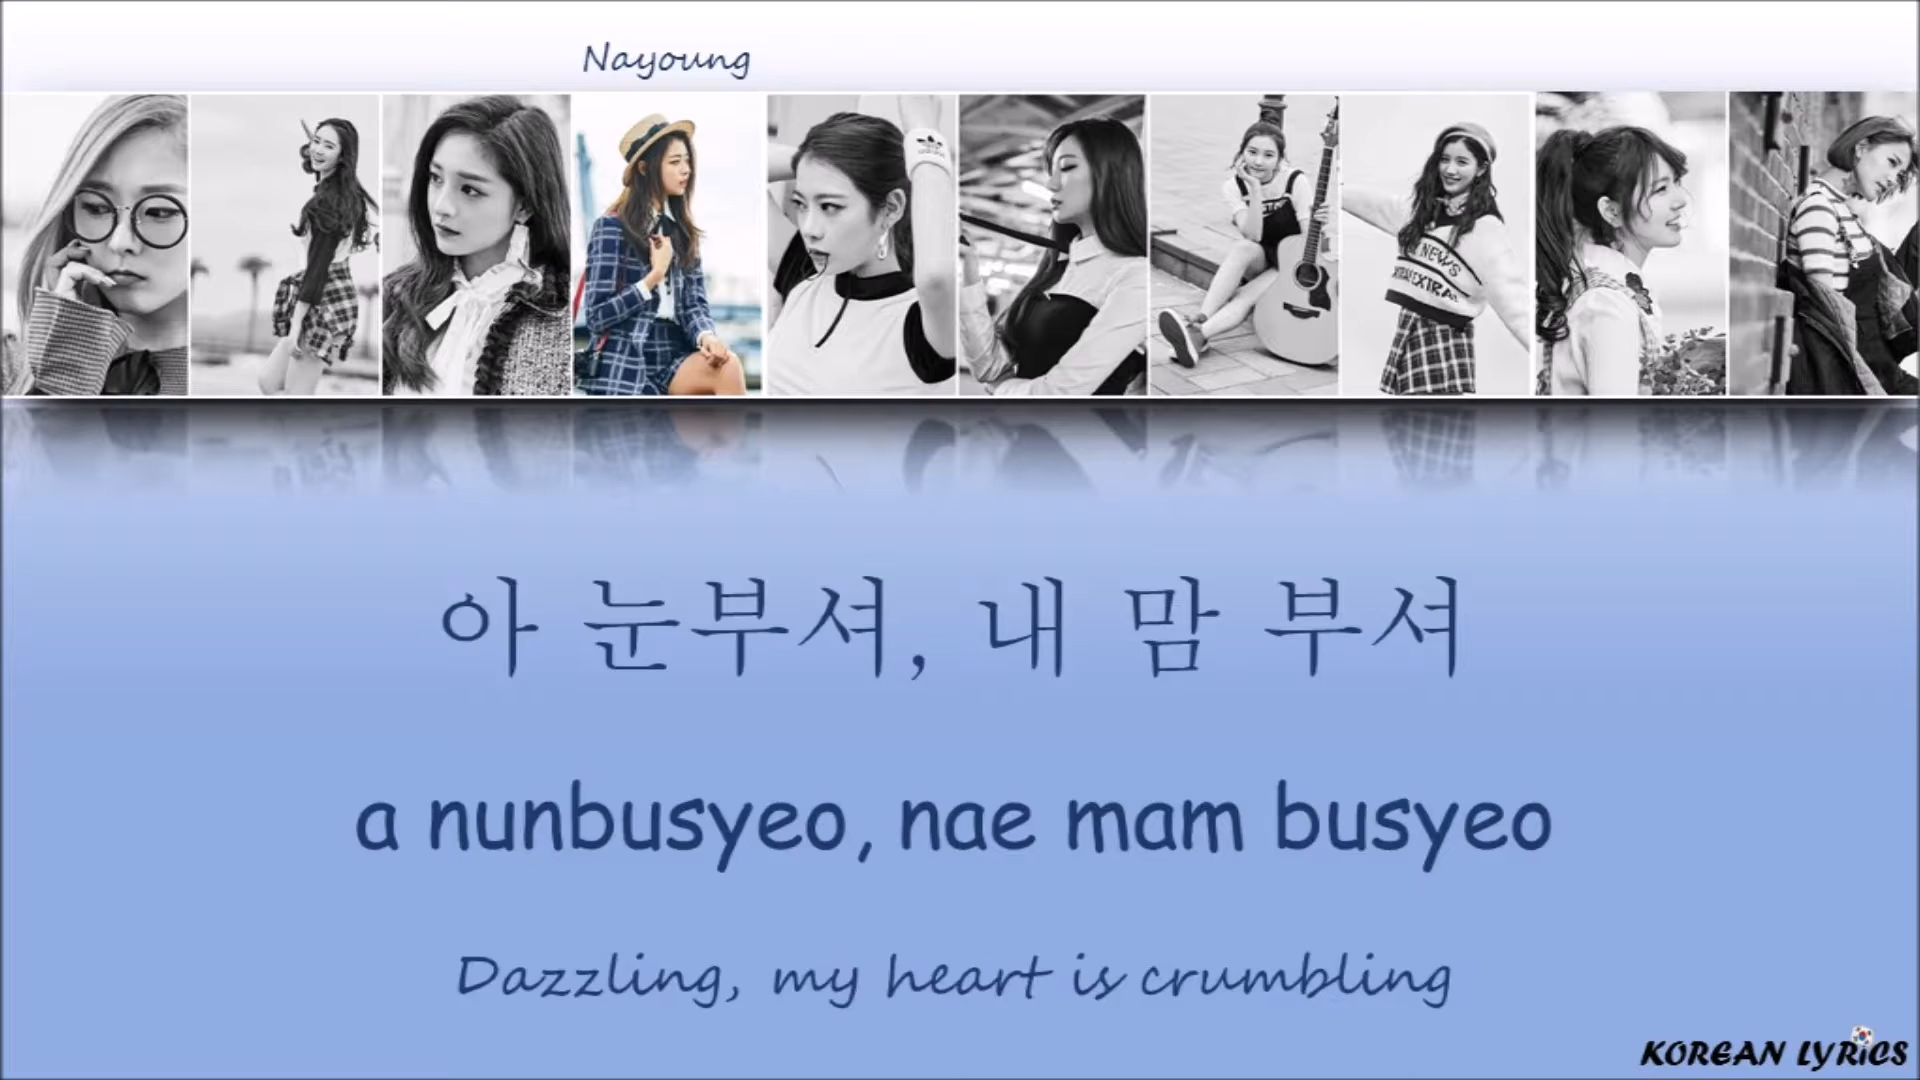 Nayoung
아 눈부셔, 내 맘 부셔
a nunbusyeo, nae mam busyeo
Dazzling, my heart is crumbling
KOREAN LYRICS